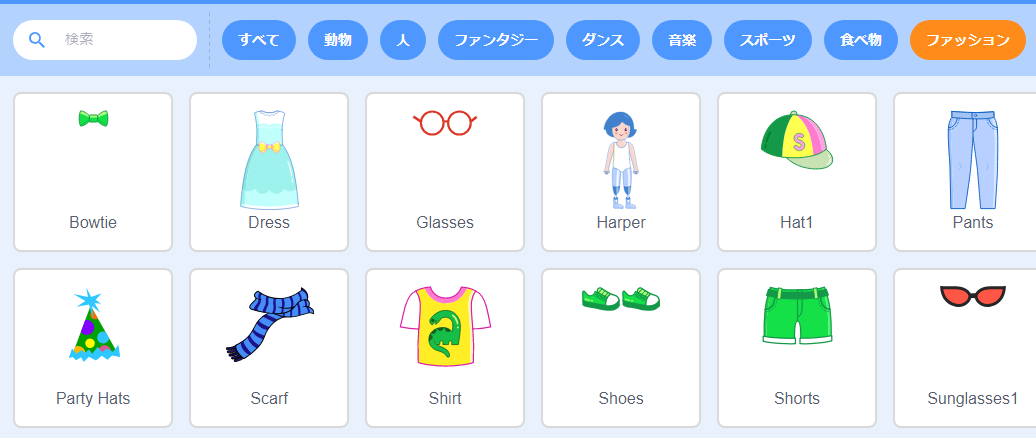 検索
すべて
動物
人
ファンタジー
ダンス
音楽
スポーツ
食べ物
ファッション
Bowtie
Dress
Glasses
Harper
Hat1
Pants
S
Party Hats
Scarf
Shirt
Shoes
Shorts
Sunglasses1